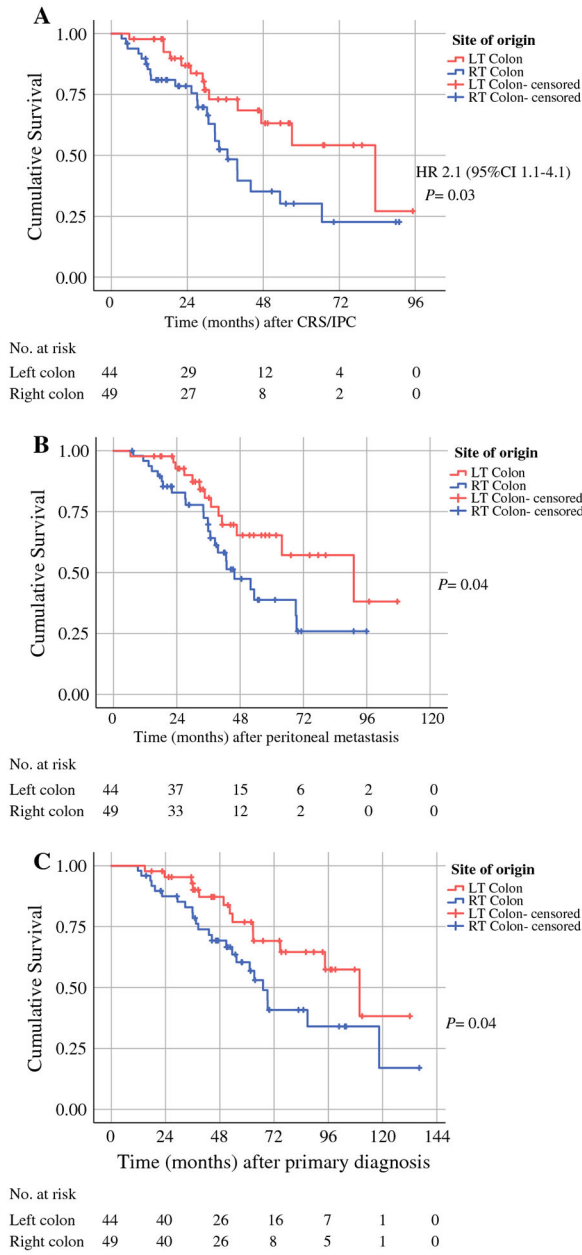 A
1.00
0.75
0.50
0.25
0.00
Cumulative Survival
Site of origin
LT Colon
RT Colon
LT Colon- censored
RT Colon- censored
HR 2.1 (95%CI 1.1-4.1)
P= 0.03
0 24 48 72 96
Time (months) after CRS/IPC
No. at risk
Left colon 44 29 12 4 0
Right colon 49 27 8 2 0
B
1.00
0.75
0.50
0.25
0.00
Cumulative Survival
Site of origin
LT Colon
RT Colon
LT Colon- censored
RT Colon- censored
P= 0.04
0 24 48 72 96 120
Time (months) after peritoneal metastasis
No. at risk
Left colon 44 37 15 6 2 0
Right colon 49 33 12 2 0 0
C
1.00
0.75
0.50
0.25
0.00
Cumulative Survival
Site of origin
LT Colon
RT Colon
LT Colon- censored
RT Colon- censored
P= 0.04
0 24 48 72 96 120 144
Time (months) after primary diagnosis
No. at risk
Left colon 44 40 26 16 7 1 0
Right colon 49 40 26 8 5 1 0